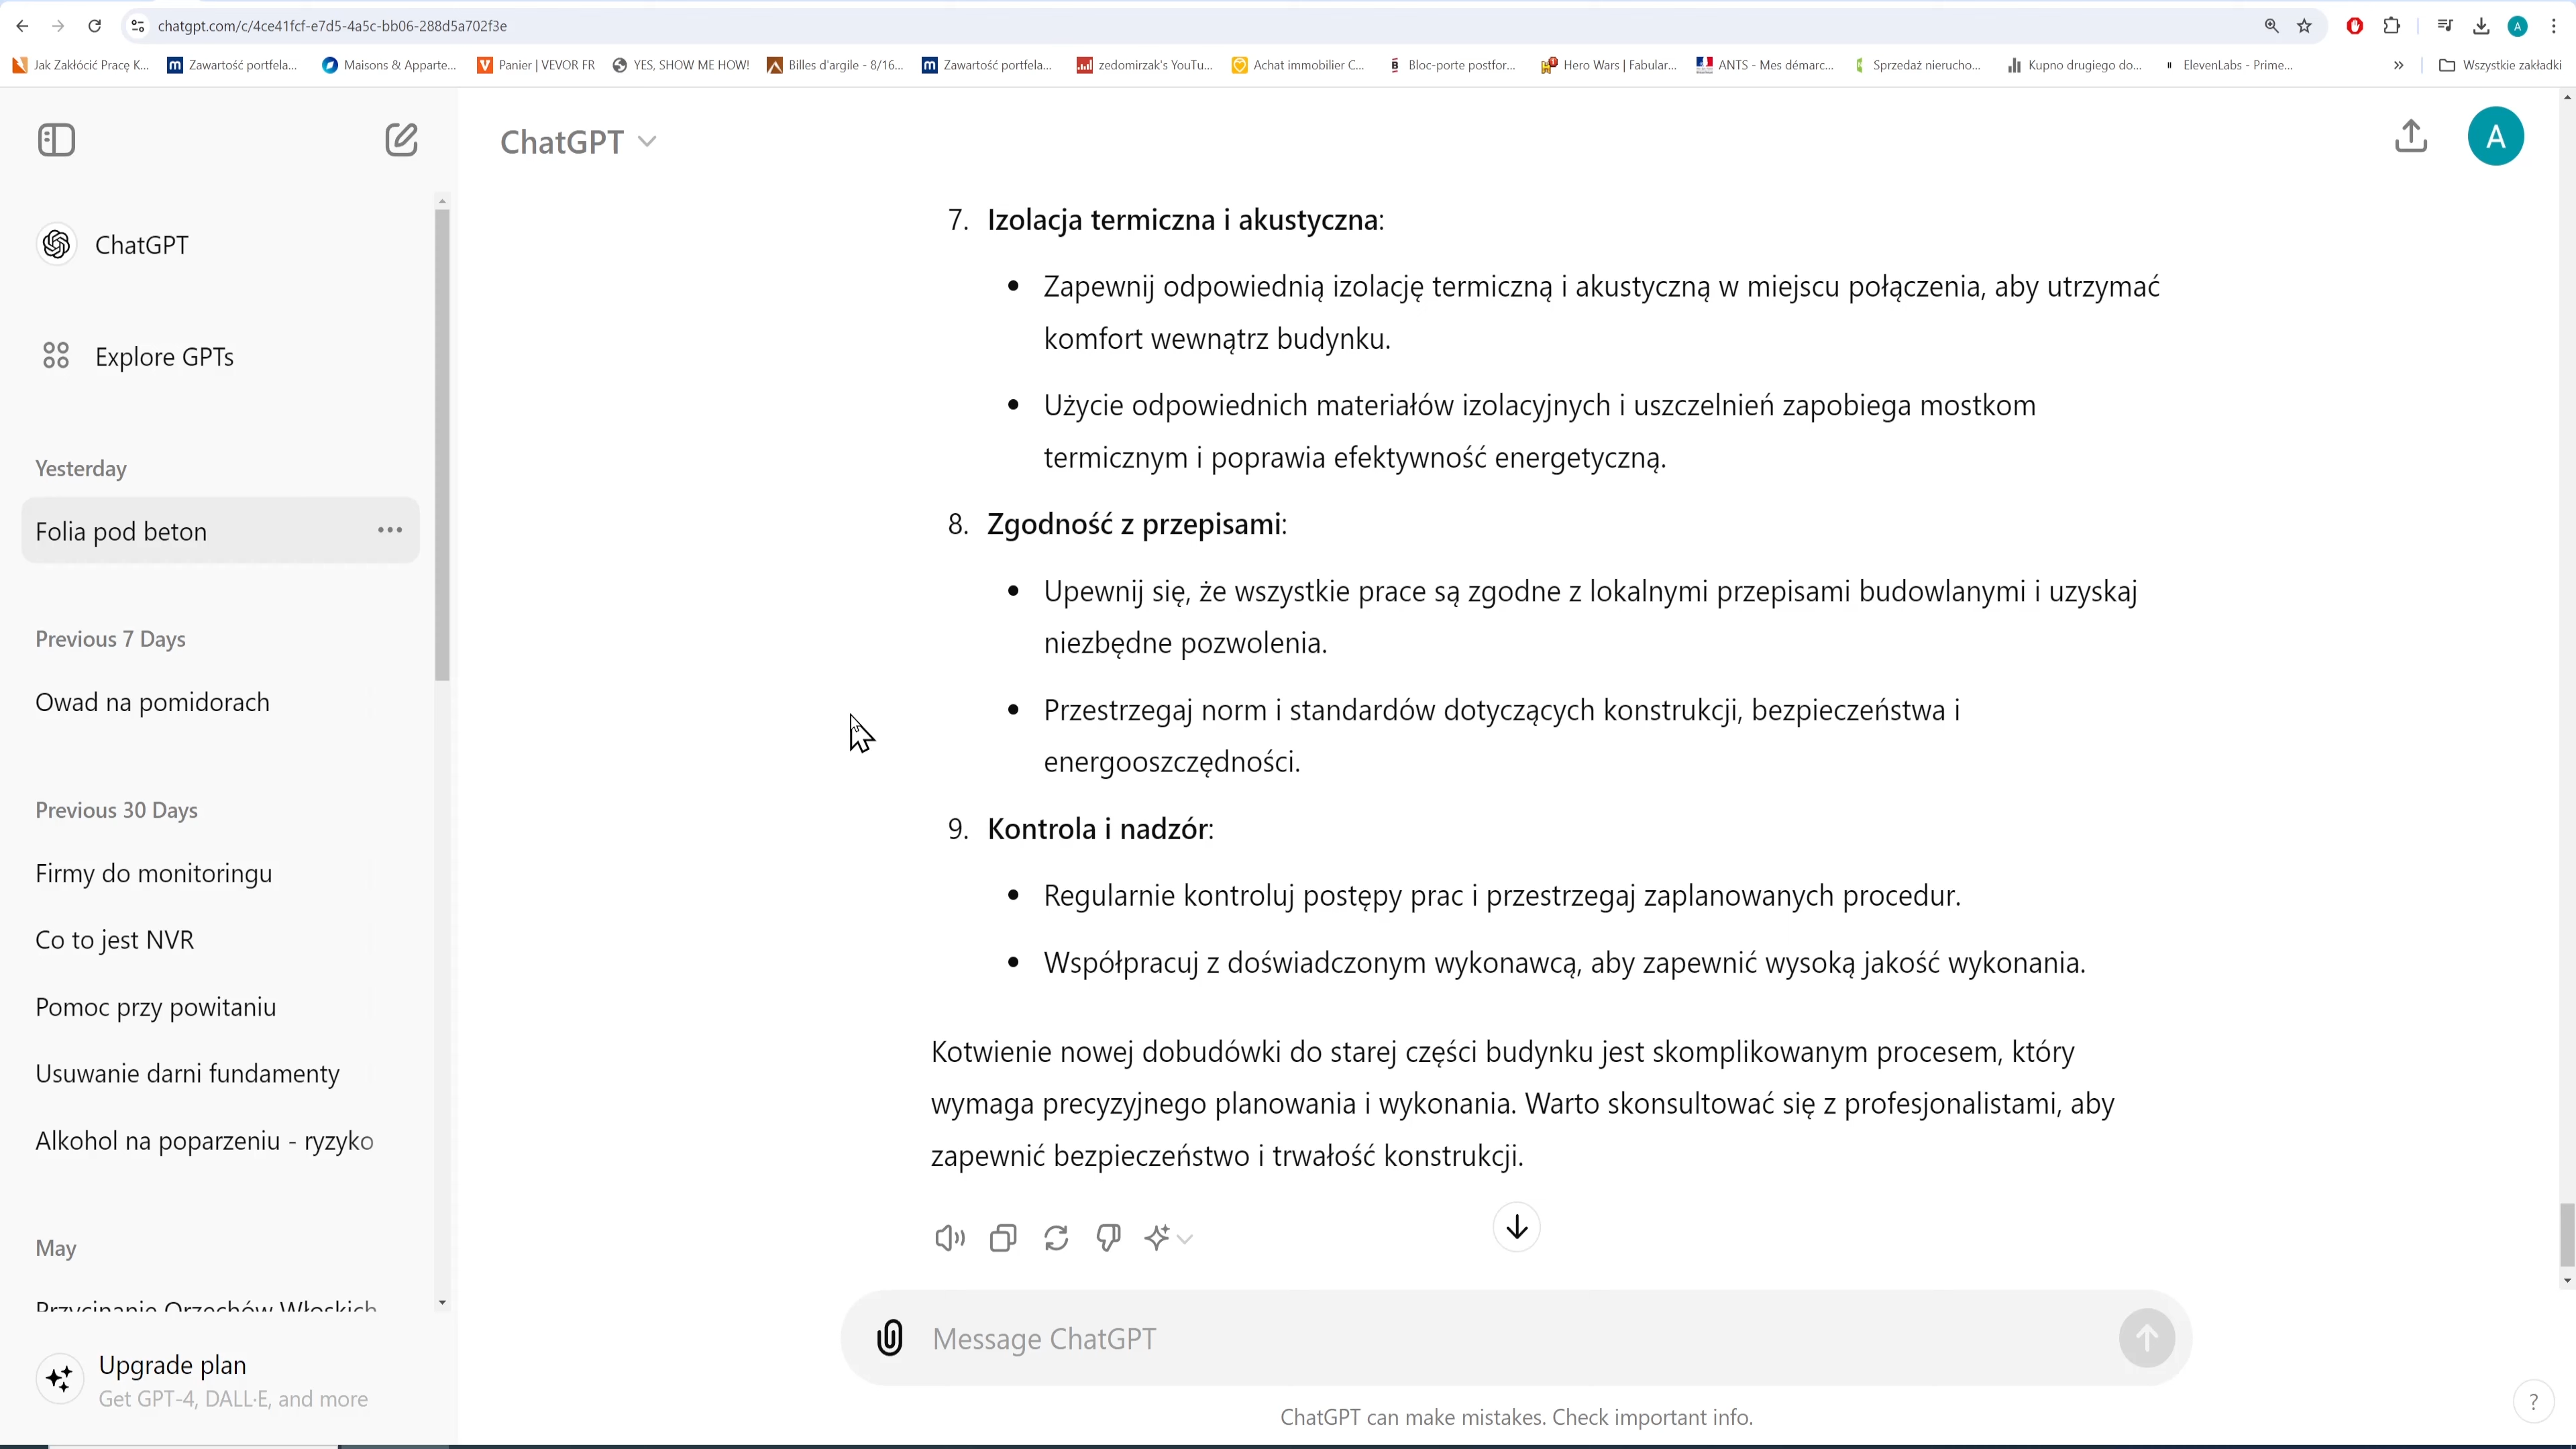 chatgpt.com/c/4ce41fcf-e7d5-4a5c-bb06-288d5a702f3e
A
Jak Zakłócić Pracę K...
Zawartość portfela...
Maisons & Apparte...
Panier | VEVOR FR
YES, SHOW ME HOW!
Billes d'argile - 8/16...
Zawartość portfela...
zedomirzak's YouTu...
Achat immobilier C...
Bloc-porte postfor...
Hero Wars | Fabular...
ANTS - Mes démarc...
Sprzedaż nierucho...
Kupno drugiego do...
ElevenLabs - Prime...
»
Wszystkie zakładki
ChatGPT
A
ChatGPT
Explore GPTs
Yesterday
Folia pod beton
Previous 7 Days
Owad na pomidorach
Previous 30 Days
Firmy do monitoringu
Co to jest NVR
Pomoc przy powitaniu
Usuwanie darni fundamenty
Alkohol na poparzeniu - ryzyko
May
Przycinanie Orzechów Włoskich
Upgrade plan
Get GPT-4, DALL·E, and more
7. Izolacja termiczna i akustyczna:
• Zapewnij odpowiednią izolację termiczną i akustyczną w miejscu połączenia, aby utrzymać
komfort wewnątrz budynku.
• Użycie odpowiednich materiałów izolacyjnych i uszczelnień zapobiega mostkom
termicznym i poprawia efektywność energetyczną.
8. Zgodność z przepisami:
• Upewnij się, że wszystkie prace są zgodne z lokalnymi przepisami budowlanymi i uzyskaj
niezbędne pozwolenia.
• Przestrzegaj norm i standardów dotyczących konstrukcji, bezpieczeństwa i
energooszczędności.
9. Kontrola i nadzór:
• Regularnie kontroluj postępy prac i przestrzegaj zaplanowanych procedur.
• Współpracuj z doświadczonym wykonawcą, aby zapewnić wysoką jakość wykonania.
Kotwienie nowej dobudówki do starej części budynku jest skomplikowanym procesem, który
wymaga precyzyjnego planowania i wykonania. Warto skonsultować się z profesjonalistami, aby
zapewnić bezpieczeństwo i trwałość konstrukcji.
Message ChatGPT
ChatGPT can make mistakes. Check important info.
?